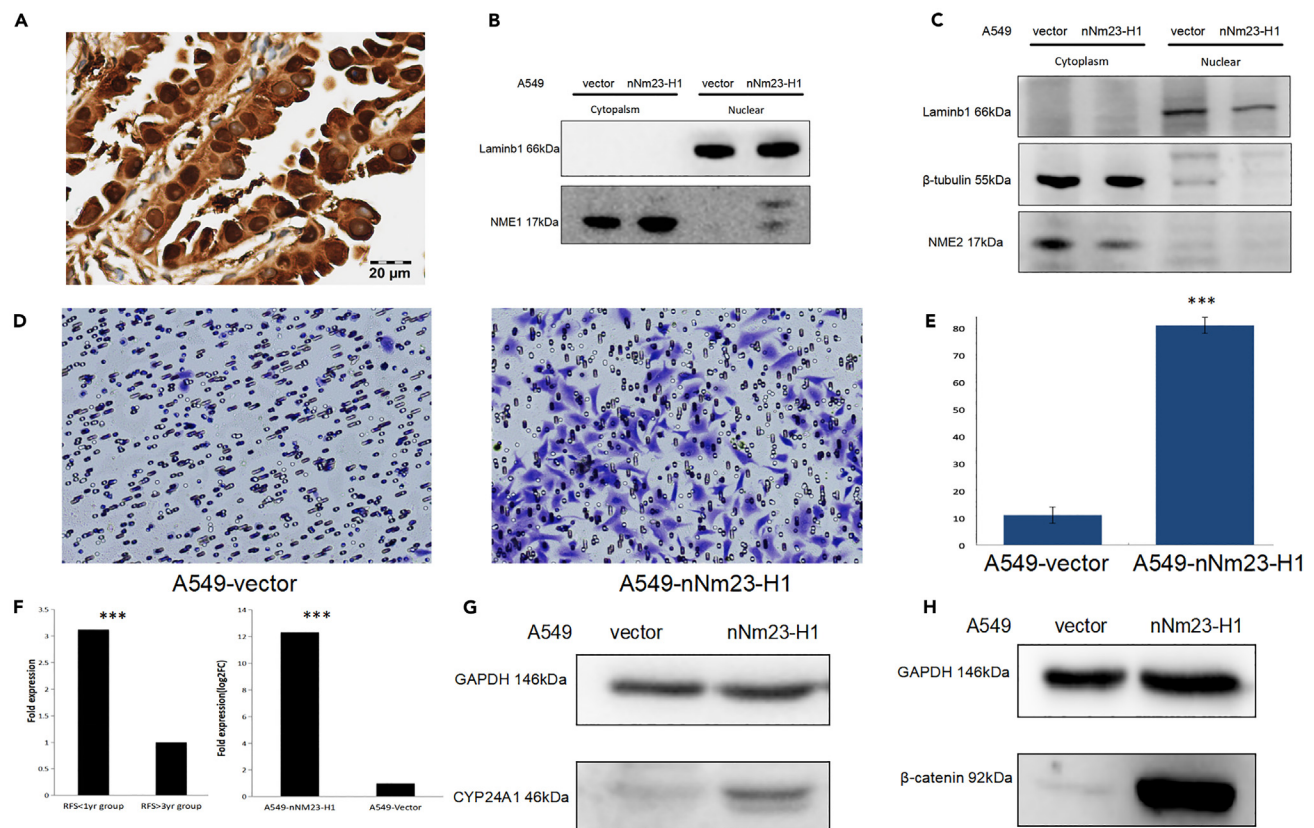 A
20 µm
B
A549 vector nNm23-H1 vector nNm23-H1
Cytopalsm Nuclear
Laminb1 66kDa
NME1 17kDa
C
A549 vector nNm23-H1 vector nNm23-H1
Cytoplasm Nuclear
Laminb1 66kDa
β-tubulin 55kDa
NME2 17kDa
D
A549-vector A549-nNm23-H1
E
***
80
70
60
50
40
30
20
10
0
A549-vector A549-nNm23-H1
F
***
Fold expression
3.5
3
2.5
2
1.5
1
0.5
0
RFS<1yr group RFS>3yr group
***
Fold expression(log2FC)
14
12
10
8
6
4
2
0
A549-nNM23-H1 A549-Vector
G
A549 vector nNm23-H1
GAPDH 146kDa
CYP24A1 46kDa
H
A549 vector nNm23-H1
GAPDH 146kDa
β-catenin 92kDa